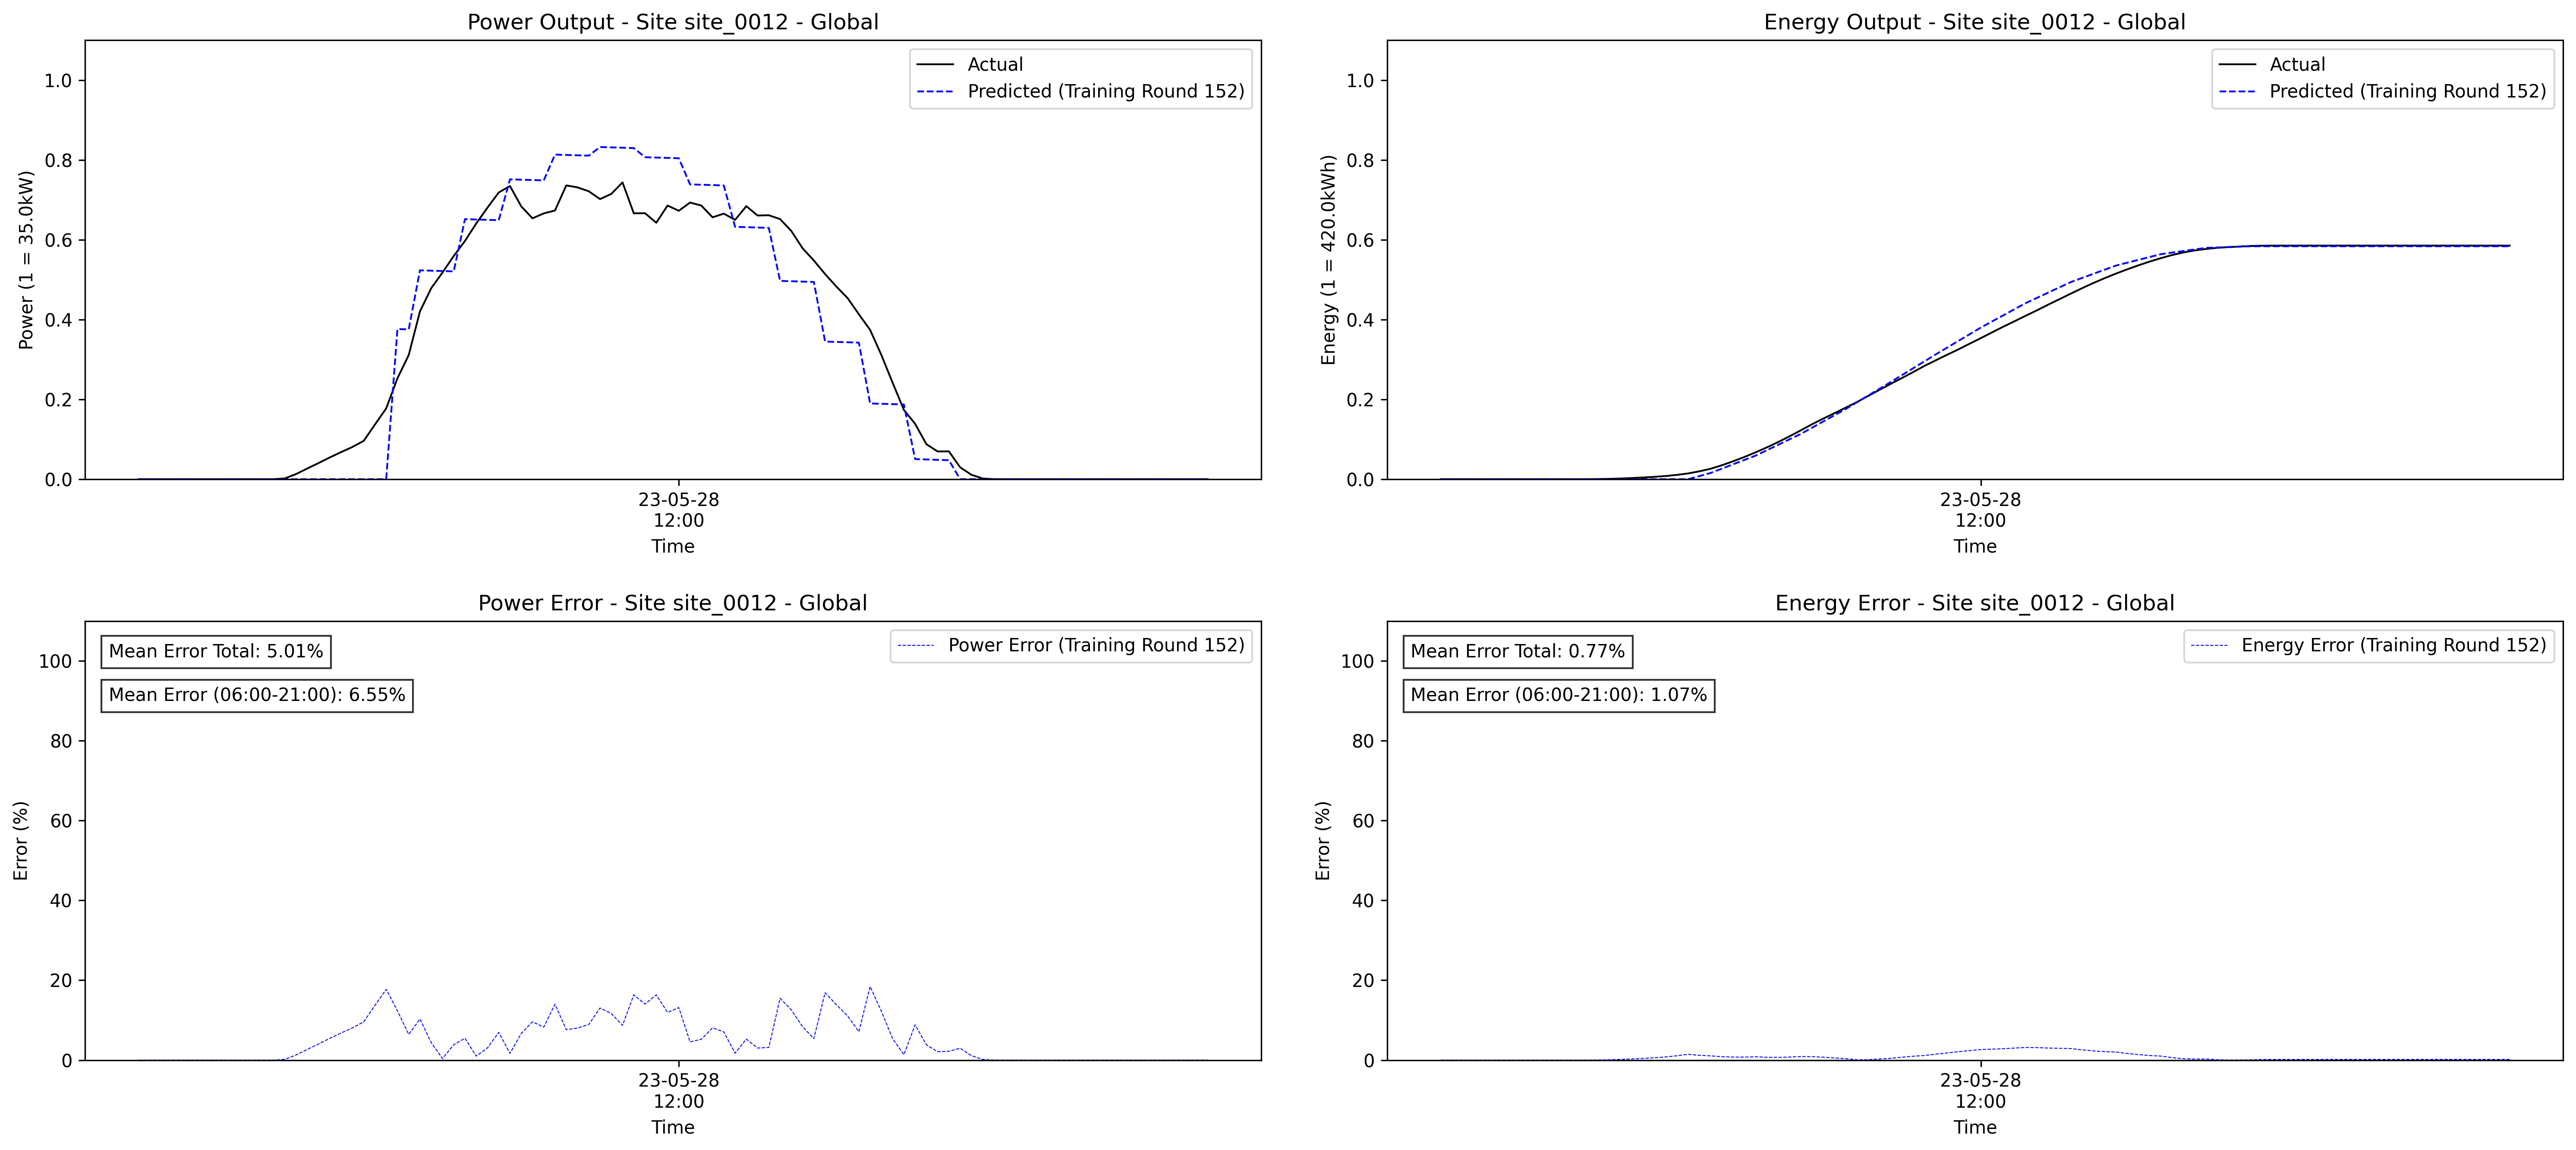 Power Output - Site site_0012 - Global
Power (1 = 35.0kW)
1.0
0.8
0.6
0.4
0.2
0.0
Actual
Predicted (Training Round 152)
23-05-28
12:00
Time
Energy Output - Site site_0012 - Global
Energy (1 = 420.0kWh)
1.0
0.8
0.6
0.4
0.2
0.0
Actual
Predicted (Training Round 152)
23-05-28
12:00
Time
Power Error - Site site_0012 - Global
Error (%)
100
80
60
40
20
0
Mean Error Total: 5.01%
Mean Error (06:00-21:00): 6.55%
Power Error (Training Round 152)
23-05-28
12:00
Time
Energy Error - Site site_0012 - Global
Error (%)
100
80
60
40
20
0
Mean Error Total: 0.77%
Mean Error (06:00-21:00): 1.07%
Energy Error (Training Round 152)
23-05-28
12:00
Time